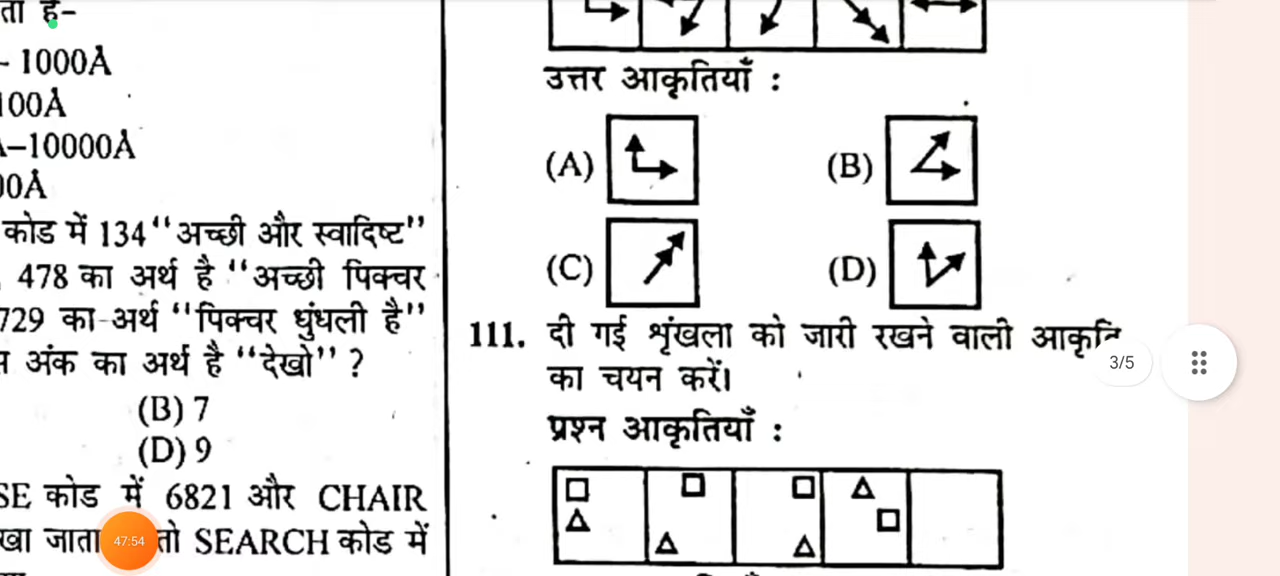 ता है-
- 1000Å
100Å
-10000Å
00Å
कोड में 134 "अच्छी और स्वादिष्ट"
478 का अर्थ है "अच्छी पिक्चर
729 का अर्थ "पिक्चर धुंधली है"
अंक का अर्थ है "देखो" ?
(B) 7
(D) 9
SE कोड में 6821 और CHAIR
खा जाता तो SEARCH कोड में
47:54
उत्तर आकृतियाँ :
(A)
(B)
(C)
(D)
111. दी गई शृंखला को जारी रखने वाली आकृति
का चयन करें।
प्रश्न आकृतियाँ :
3/5